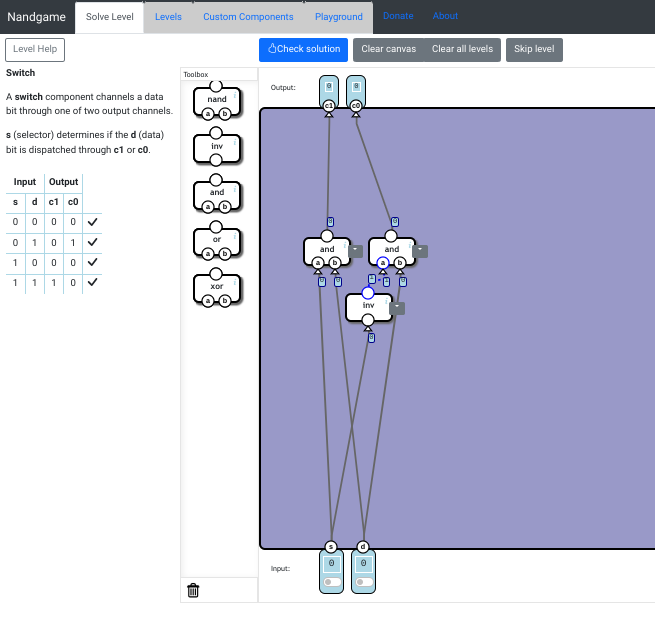 Nandgame
Solve Level
Levels
Custom Components
Playground
Donate
About
Level Help
Check solution
Clear canvas
Clear all levels
Skip level
Switch
A switch component channels a data
bit through one of two output channels.
s (selector) determines if the d (data)
bit is dispatched through c1 or c0.
Input Output
s d c1 c0
0 0 0 0
0 1 0 1
1 0 0 0
1 1 1 0
Toolbox
nand
a b
inv
and
a b
or
a b
xor
a b
Output:
0 0
c1 c0
0 0
and and
a b a b
0 0 1 1 0
inv
0
s d
Input:
0 0